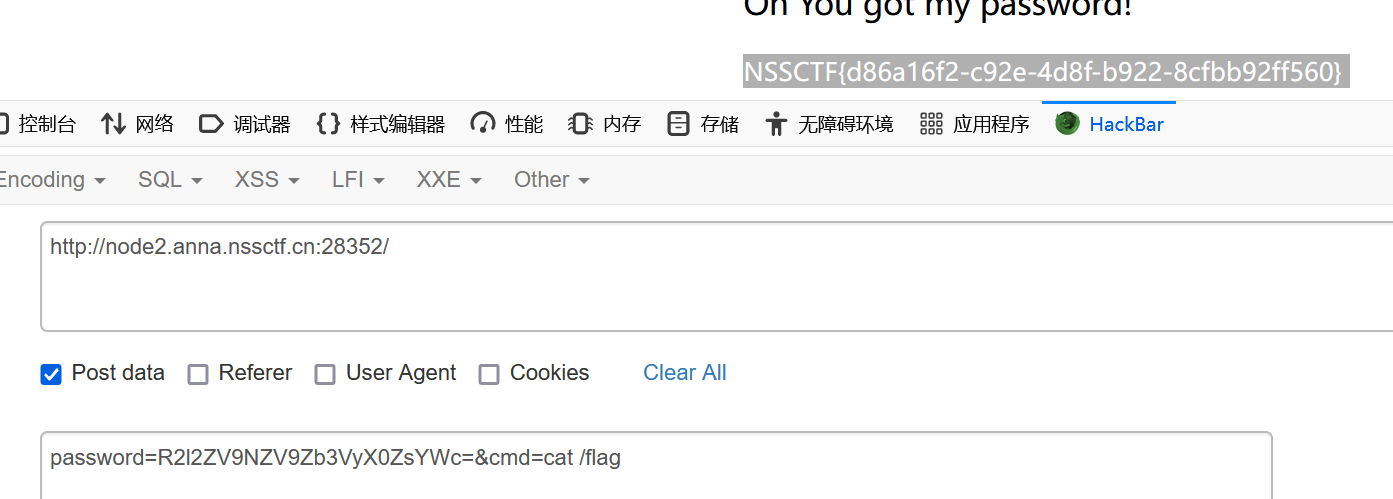 Oh You got my password!
NSSCTF{d86a16f2-c92e-4d8f-b922-8cfbb92ff560}
控制台 网络 调试器 样式编辑器 性能 内存 存储 无障碍环境 应用程序 HackBar
Encoding SQL XSS LFI XXE Other
http://node2.anna.nssctf.cn:28352/
Post data Referer User Agent Cookies Clear All
password=R2l2ZV9NZV9Zb3VyX0ZsYWc=&cmd=cat /flag